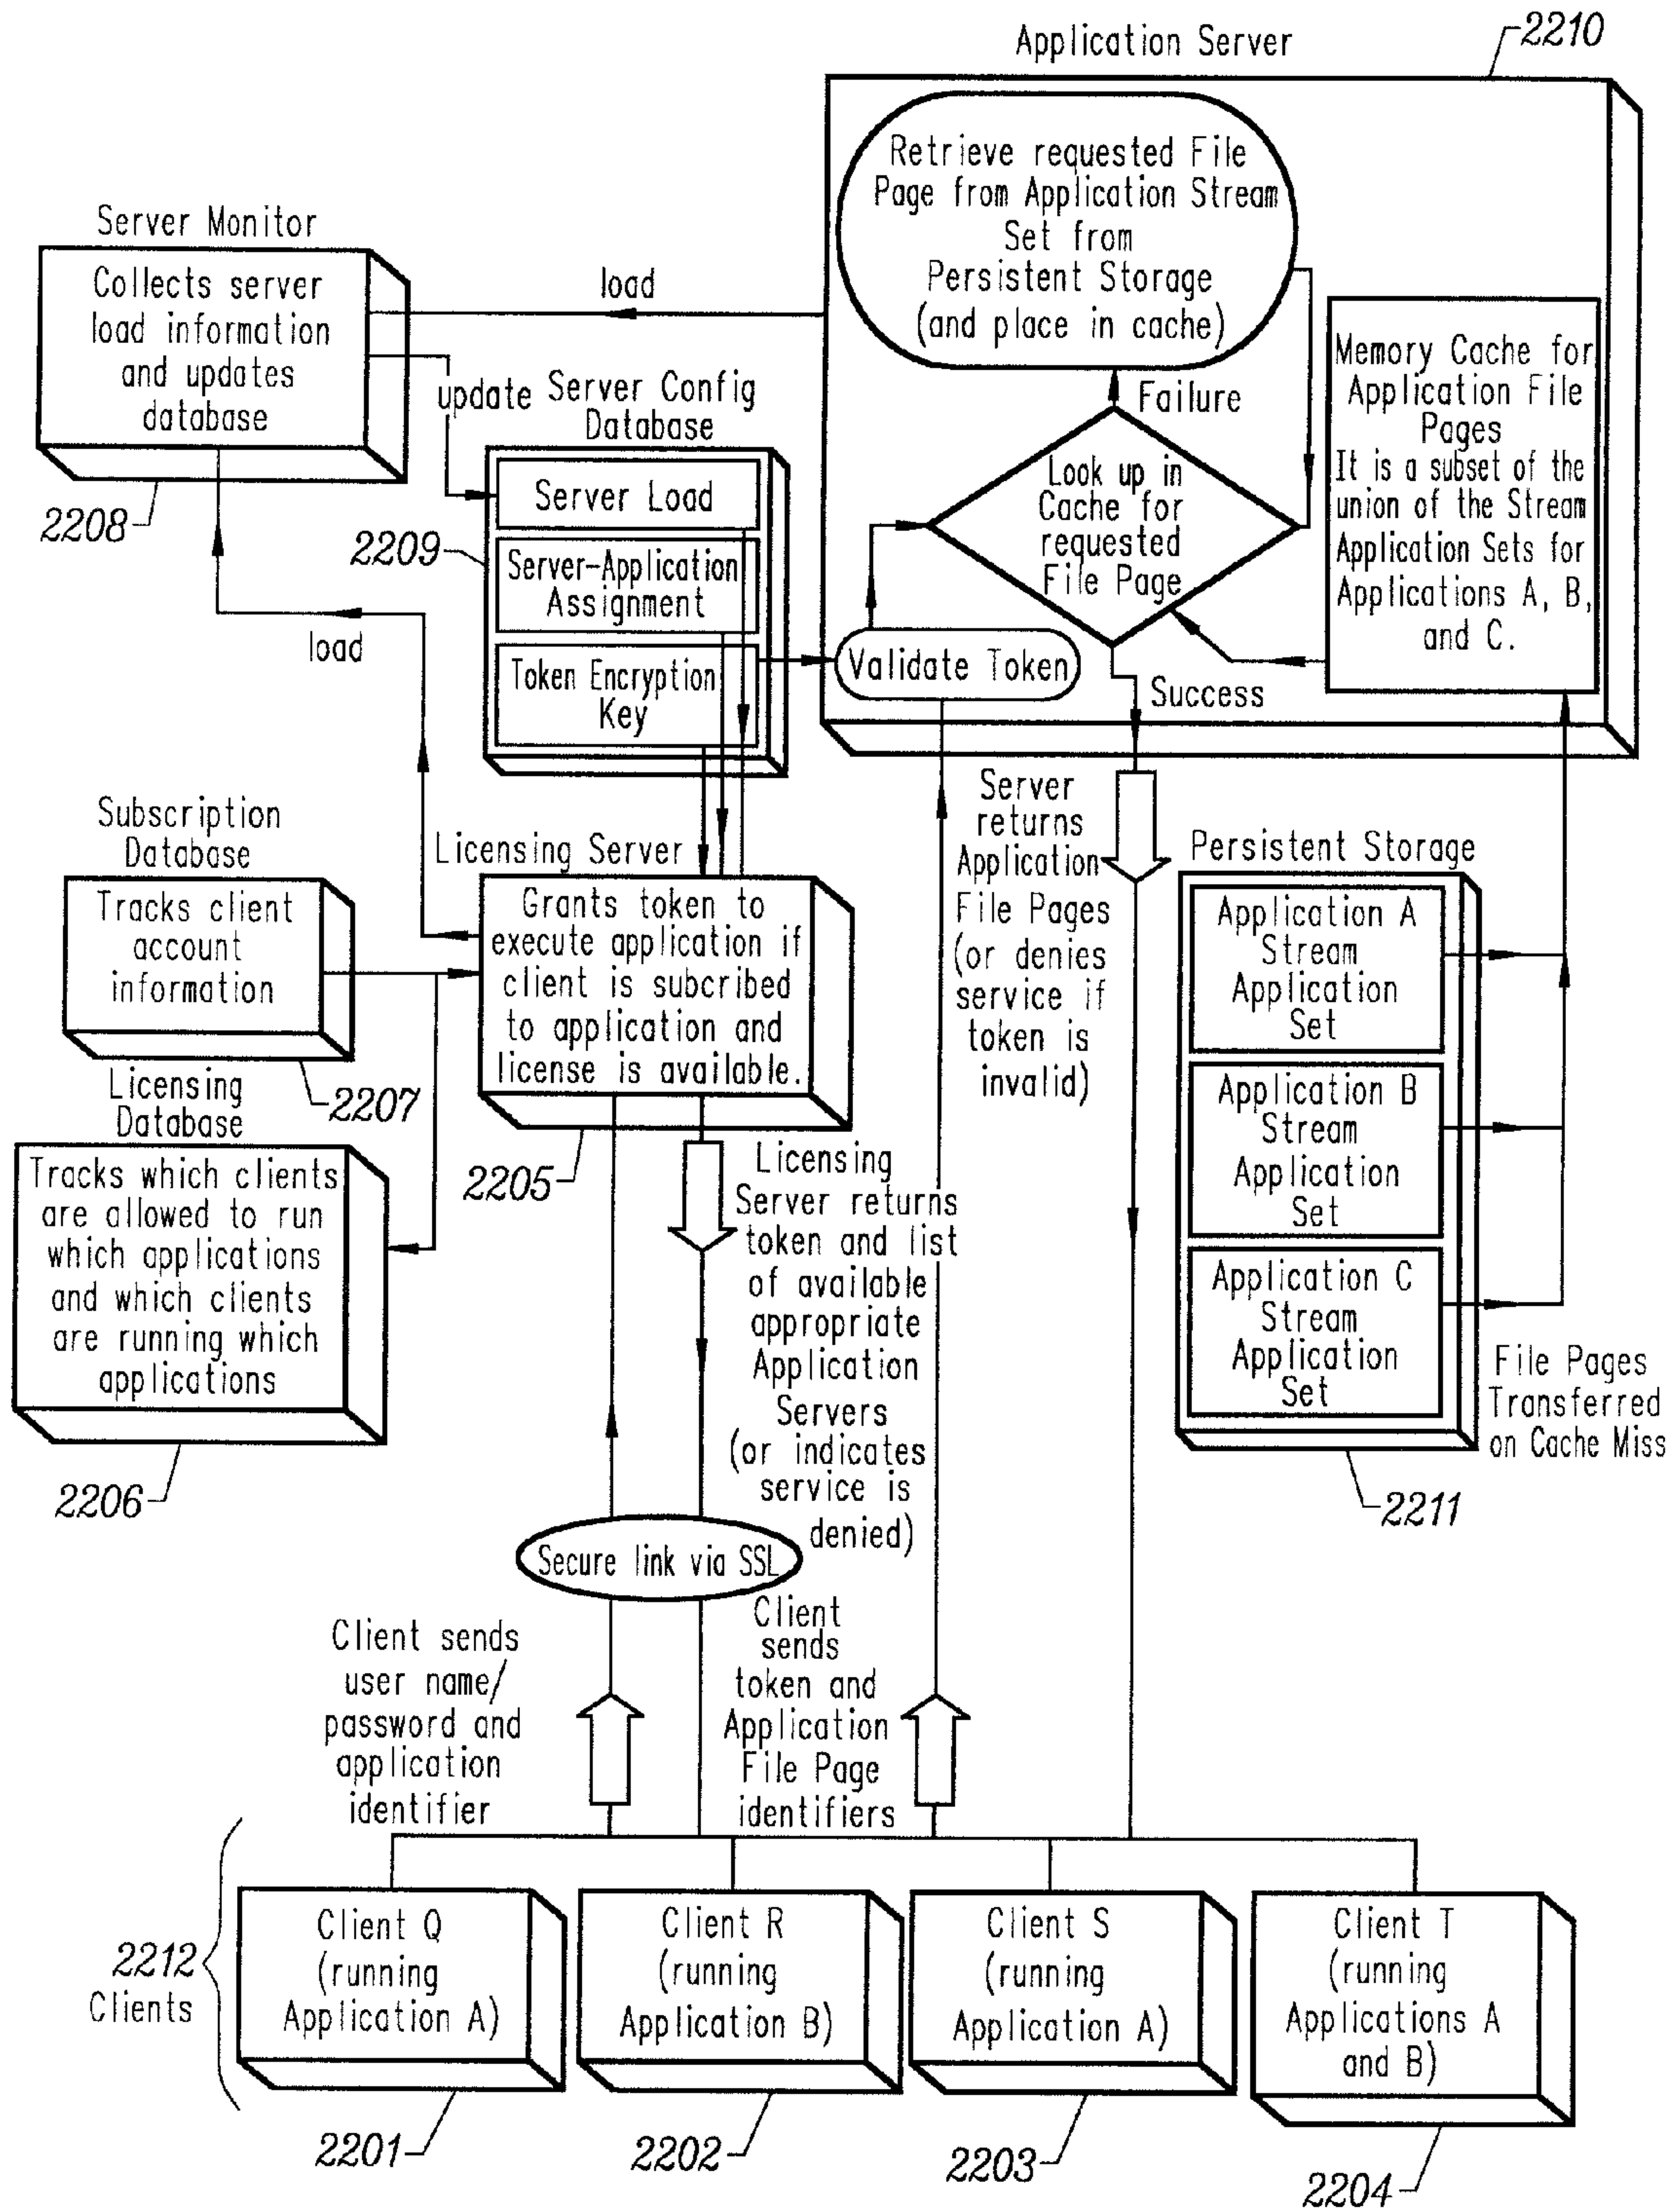 Application Server
2210
Retrieve requested File
Page from Application Stream
Set from
Persistent Storage
(and place in cache)
Server Monitor
Collects server
load information
and updates
database
2208
load
update
Server Config
Database
Server Load
Server-Application
Assignment
Token Encryption
Key
2209
load
Failure
Look up in
Cache for
requested
File Page
Validate Token
Success
Memory Cache for
Application File
Pages
It is a subset of the
union of the Stream
Application Sets for
Applications A, B,
and C.
Subscription
Database
Tracks client
account
information
2207
Licensing Server
Grants token to
execute application if
client is subcribed
to application and
license is available.
2205
Server
returns
Application
File Pages
(or denies
service if
token is
invalid)
Persistent Storage
Application A
Stream
Application
Set
Application B
Stream
Application
Set
Application C
Stream
Application
Set
2211
File Pages
Transferred
on Cache Miss
Licensing
Database
Tracks which clients
are allowed to run
which applications
and which clients
are running which
applications
2206
Licensing
Server returns
token and list
of available
appropriate
Application
Servers
(or indicates
service is
denied)
Secure link via SSL
Client sends
user name/
password and
application
identifier
Client
sends
token and
Application
File Page
identifiers
2212
Clients
Client Q
(running
Application A)
2201
Client R
(running
Application B)
2202
Client S
(running
Application A)
2203
Client T
(running
Applications A
and B)
2204